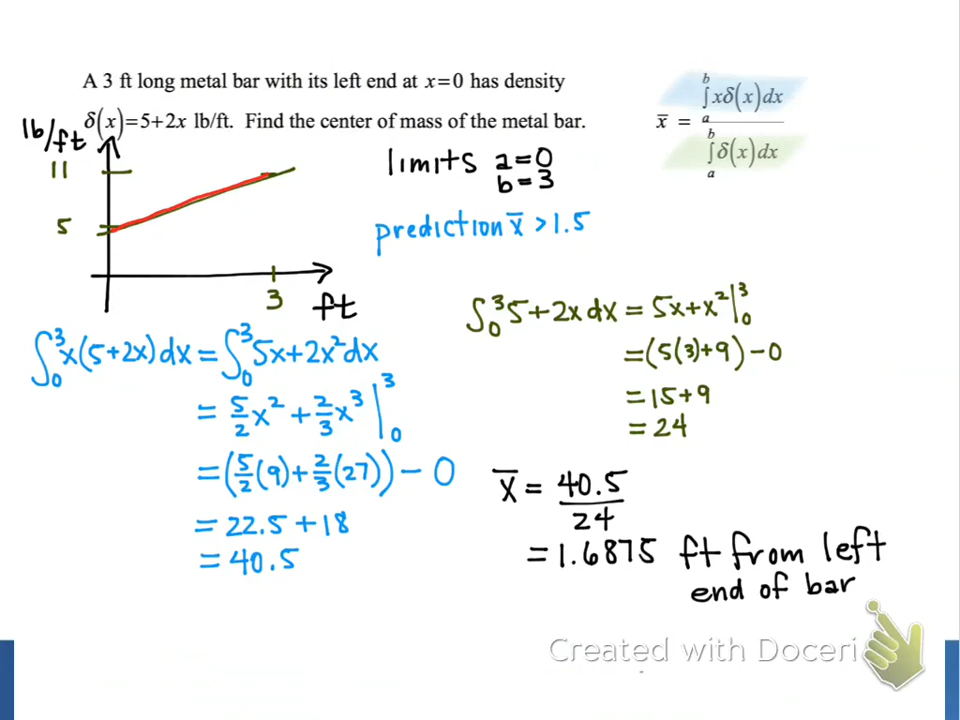 A 3 ft long metal bar with its left end at x=0 has density
δ(x)=5+2x lb/ft. Find the center of mass of the metal bar.
x̄ = ∫ₐᵇ xδ(x)dx / ∫ₐᵇ δ(x)dx
lb/ft
11
5
3
ft
limits a=0
b=3
prediction x̄ >1.5
∫₀³ x(5+2x)dx = ∫₀³ 5x+2x²dx
= 5/2 x² + 2/3 x³ |₀³
= (5/2(9)+2/3(27)) - 0
= 22.5+18
= 40.5
∫₀³ 5+2x dx = 5x+x² |₀³
=(5(3)+9)-0
=15+9
=24
x̄ = 40.5/24
=1.6875 ft from left
end of bar
Created with Doceri